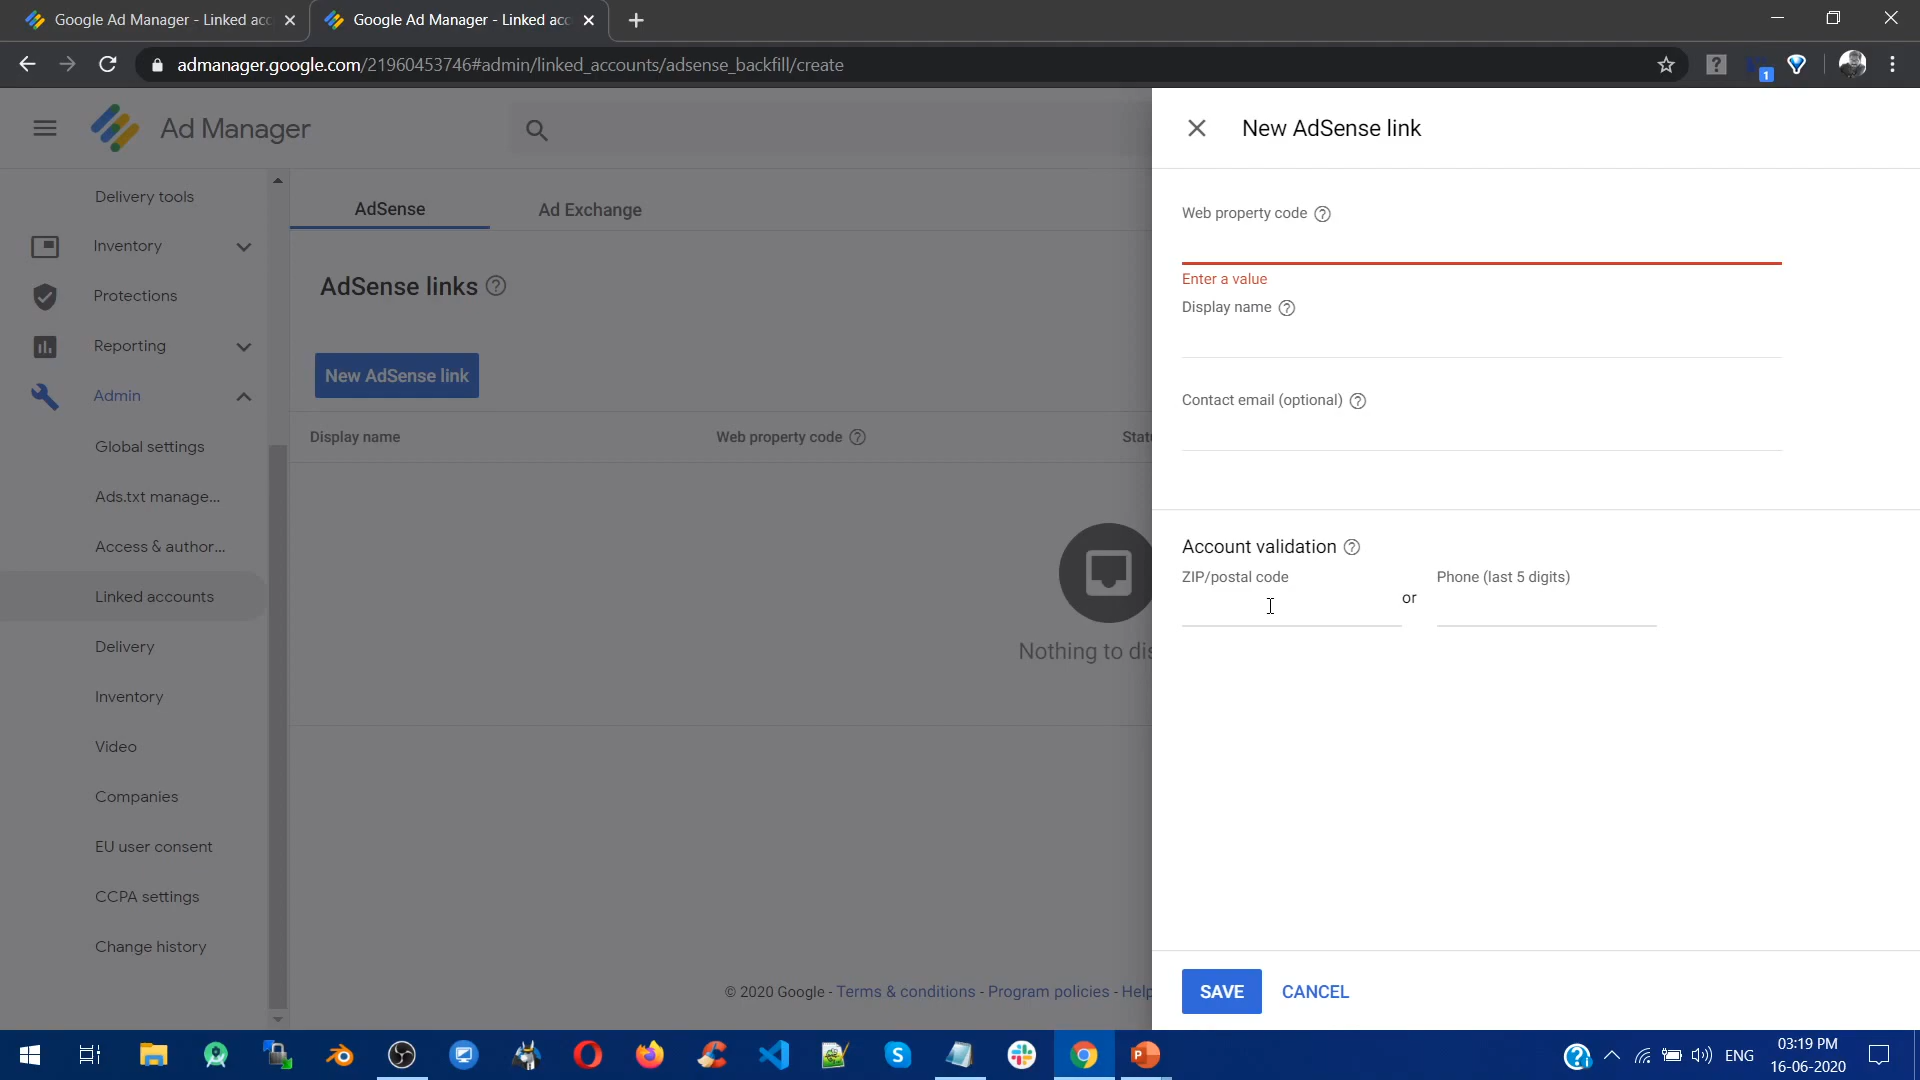 Google Ad Manager - Linked acc
Google Ad Manager - Linked acc
admanager.google.com/21960453746#admin/linked_accounts/adsense_backfill/create
1
Ad Manager
New AdSense link
Delivery tools
Inventory
Protections
Reporting
Admin
Global settings
Ads.txt manage...
Access & author...
Linked accounts
Delivery
Inventory
Video
Companies
EU user consent
CCPA settings
Change history
AdSense
Ad Exchange
AdSense links
New AdSense link
Display name
Web property code
Statu
Nothing to dis
© 2020 Google - Terms & conditions - Program policies - Help
Web property code
Enter a value
Display name
Contact email (optional)
Account validation
ZIP/postal code
or
Phone (last 5 digits)
SAVE
CANCEL
ENG
03:19 PM
16-06-2020